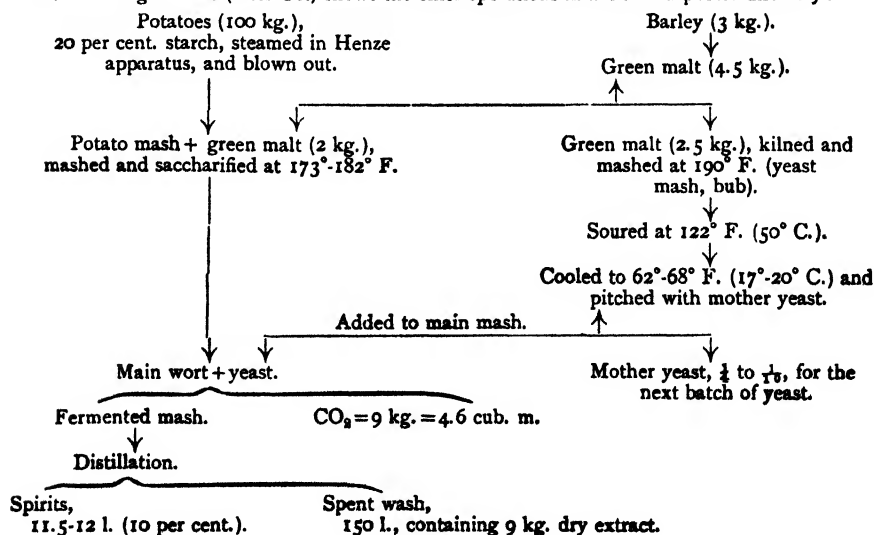 Potatoes (100 kg.),
20 per cent. starch, steamed in Henze
apparatus, and blown out.
Barley (3 kg.).
Green malt (4.5 kg.).
Potato mash + green malt (2 kg.),
mashed and saccharified at 173°-182° F.
Green malt (2.5 kg.), kilned and
mashed at 190° F. (yeast
mash, bub).
Soured at 122° F. (50° C.).
Cooled to 62°-68° F. (17°-20° C.) and
pitched with mother yeast.
Added to main mash.
Main wort + yeast.
Mother yeast, to for the
next batch of yeast.
Fermented mash.
CO₂ = 9 kg. = 4.6 cub. m.
Distillation.
Spirits,
11.5-12 l. (10 per cent.).
Spent wash,
150 l., containing 9 kg. dry extract.